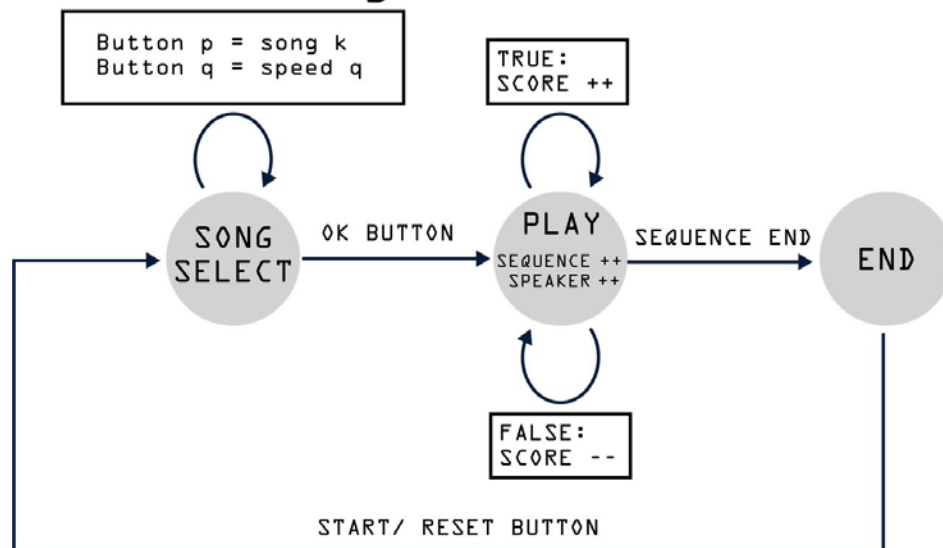 Button p = song k
Button q = speed q
TRUE:
SCORE ++
SONG
SELECT
OK BUTTON
PLAY
SEQUENCE ++
SPEAKER ++
SEQUENCE END
END
FALSE:
SCORE --
START/ RESET BUTTON